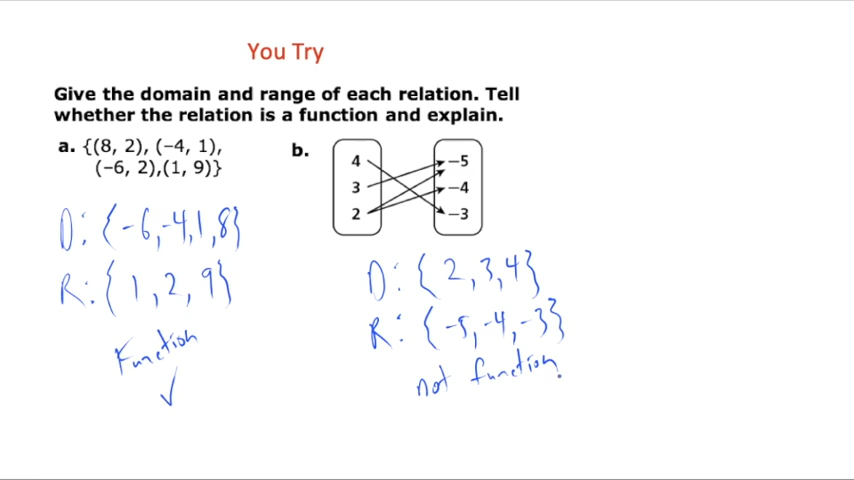 You Try
Give the domain and range of each relation. Tell
whether the relation is a function and explain.
a. {(8, 2), (−4, 1),
(−6, 2),(1, 9)}
b.
4
3
2
−5
−4
−3
D: {-6,-4,1,8}
R: {1,2,9}
Function
✓
D: {2,3,4}
R: {-5,-4,-3}
not function.